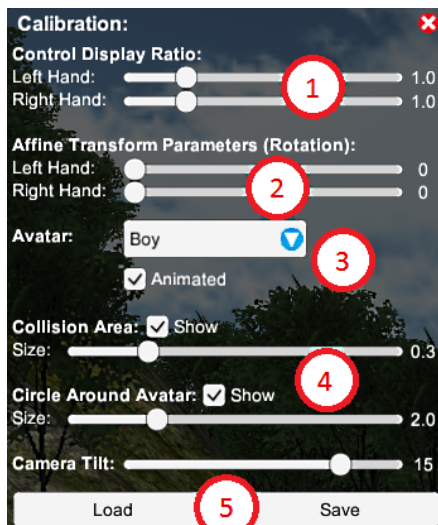 Calibration:
Control Display Ratio:
Left Hand: 1.0
Right Hand: 1.0
1
Affine Transform Parameters (Rotation):
Left Hand: 0
Right Hand: 0
2
Avatar: Boy
3
Animated
Collision Area: Show
Size: 0.3
4
Circle Around Avatar: Show
Size: 2.0
Camera Tilt: 15
Load 5 Save